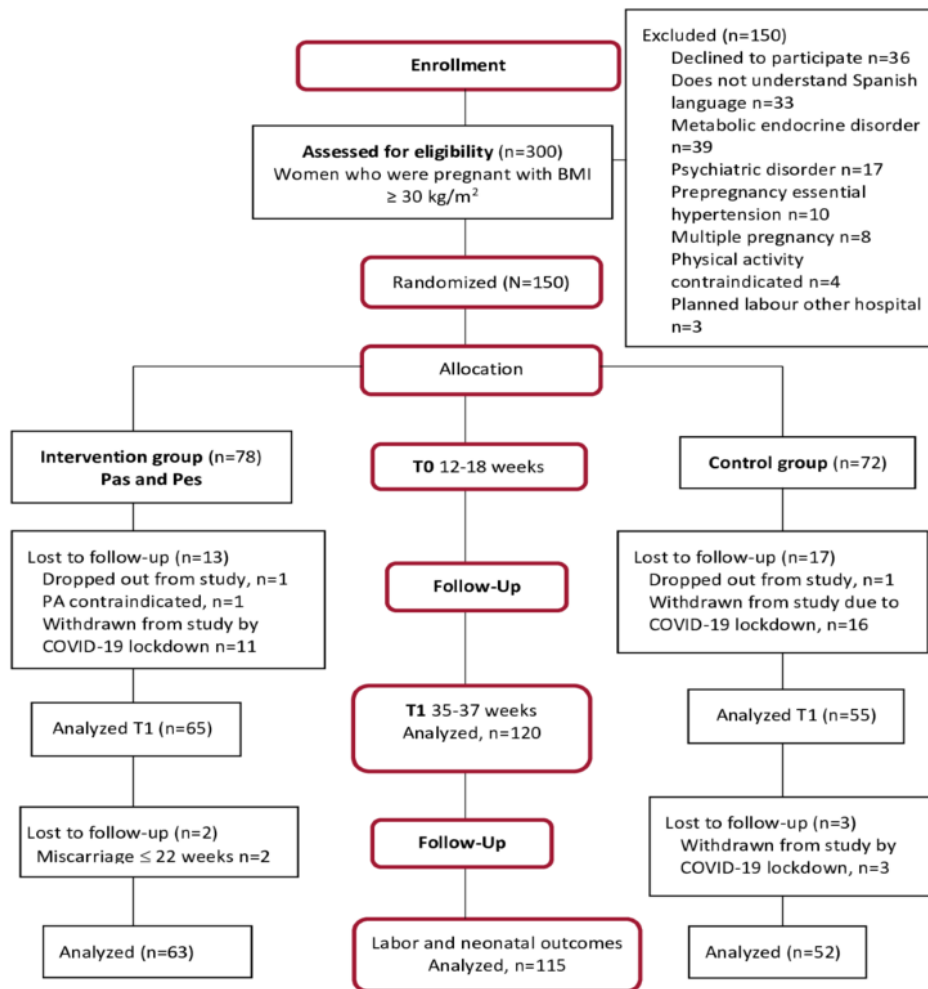 Enrollment
Excluded (n=150)
Declined to participate n=36
Does not understand Spanish
language n=33
Metabolic endocrine disorder
n=39
Psychiatric disorder n=17
Prepregnancy essential
hypertension n=10
Multiple pregnancy n=8
Physical activity
contraindicated n=4
Planned labour other hospital
n=3
Assessed for eligibility (n=300)
Women who were pregnant with BMI
≥ 30 kg/m²
Randomized (N=150)
Allocation
Intervention group (n=78)
Pas and Pes
T0 12-18 weeks
Control group (n=72)
Lost to follow-up (n=13)
Dropped out from study, n=1
PA contraindicated, n=1
Withdrawn from study by
COVID-19 lockdown n=11
Follow-Up
Lost to follow-up (n=17)
Dropped out from study, n=1
Withdrawn from study due to
COVID-19 lockdown, n=16
Analyzed T1 (n=65)
T1 35-37 weeks
Analyzed, n=120
Analyzed T1 (n=55)
Lost to follow-up (n=2)
Miscarriage ≤ 22 weeks n=2
Follow-Up
Lost to follow-up (n=3)
Withdrawn from study by
COVID-19 lockdown, n=3
Analyzed (n=63)
Labor and neonatal outcomes
Analyzed, n=115
Analyzed (n=52)